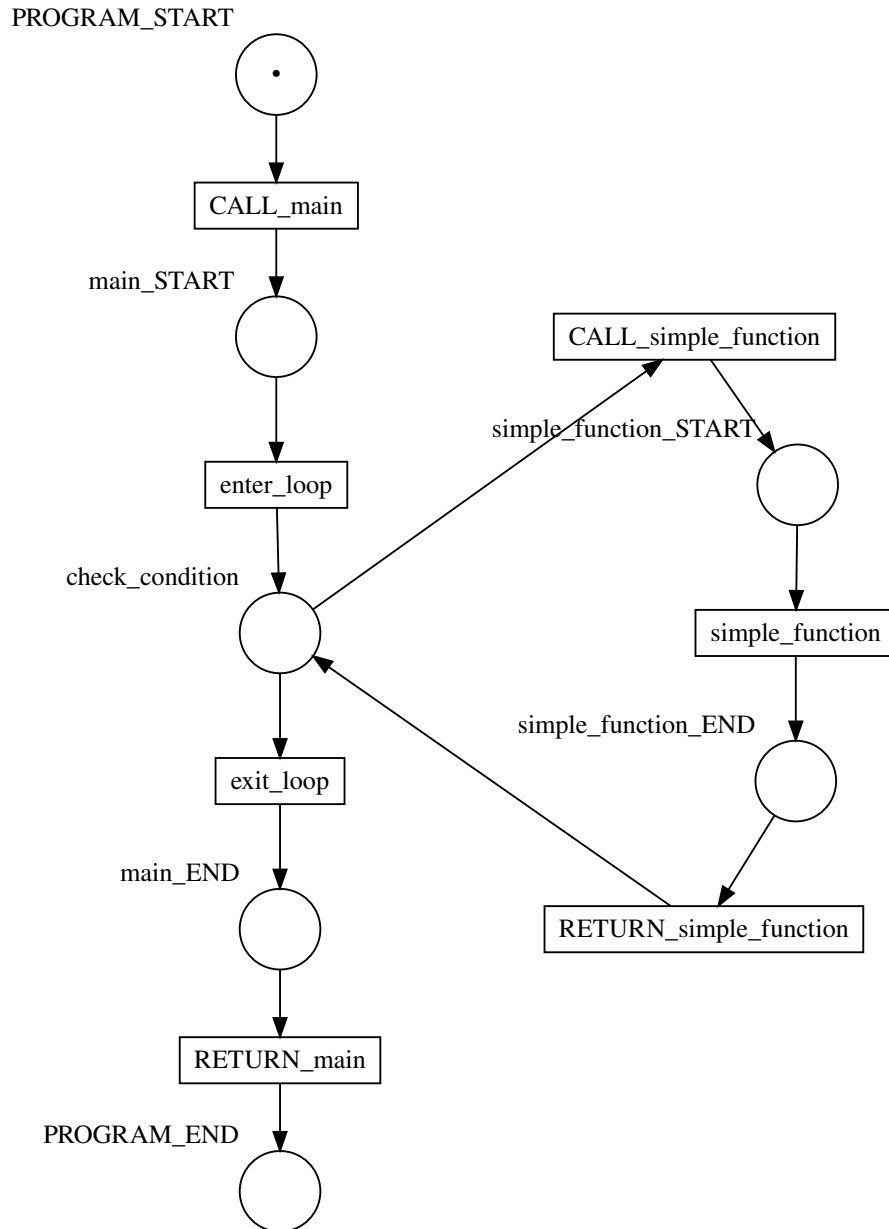 PROGRAM_START
CALL_main
main_START
CALL_simple_function
simple_function_START
enter_loop
check_condition
simple_function
simple_function_END
exit_loop
main_END
RETURN_simple_function
RETURN_main
PROGRAM_END